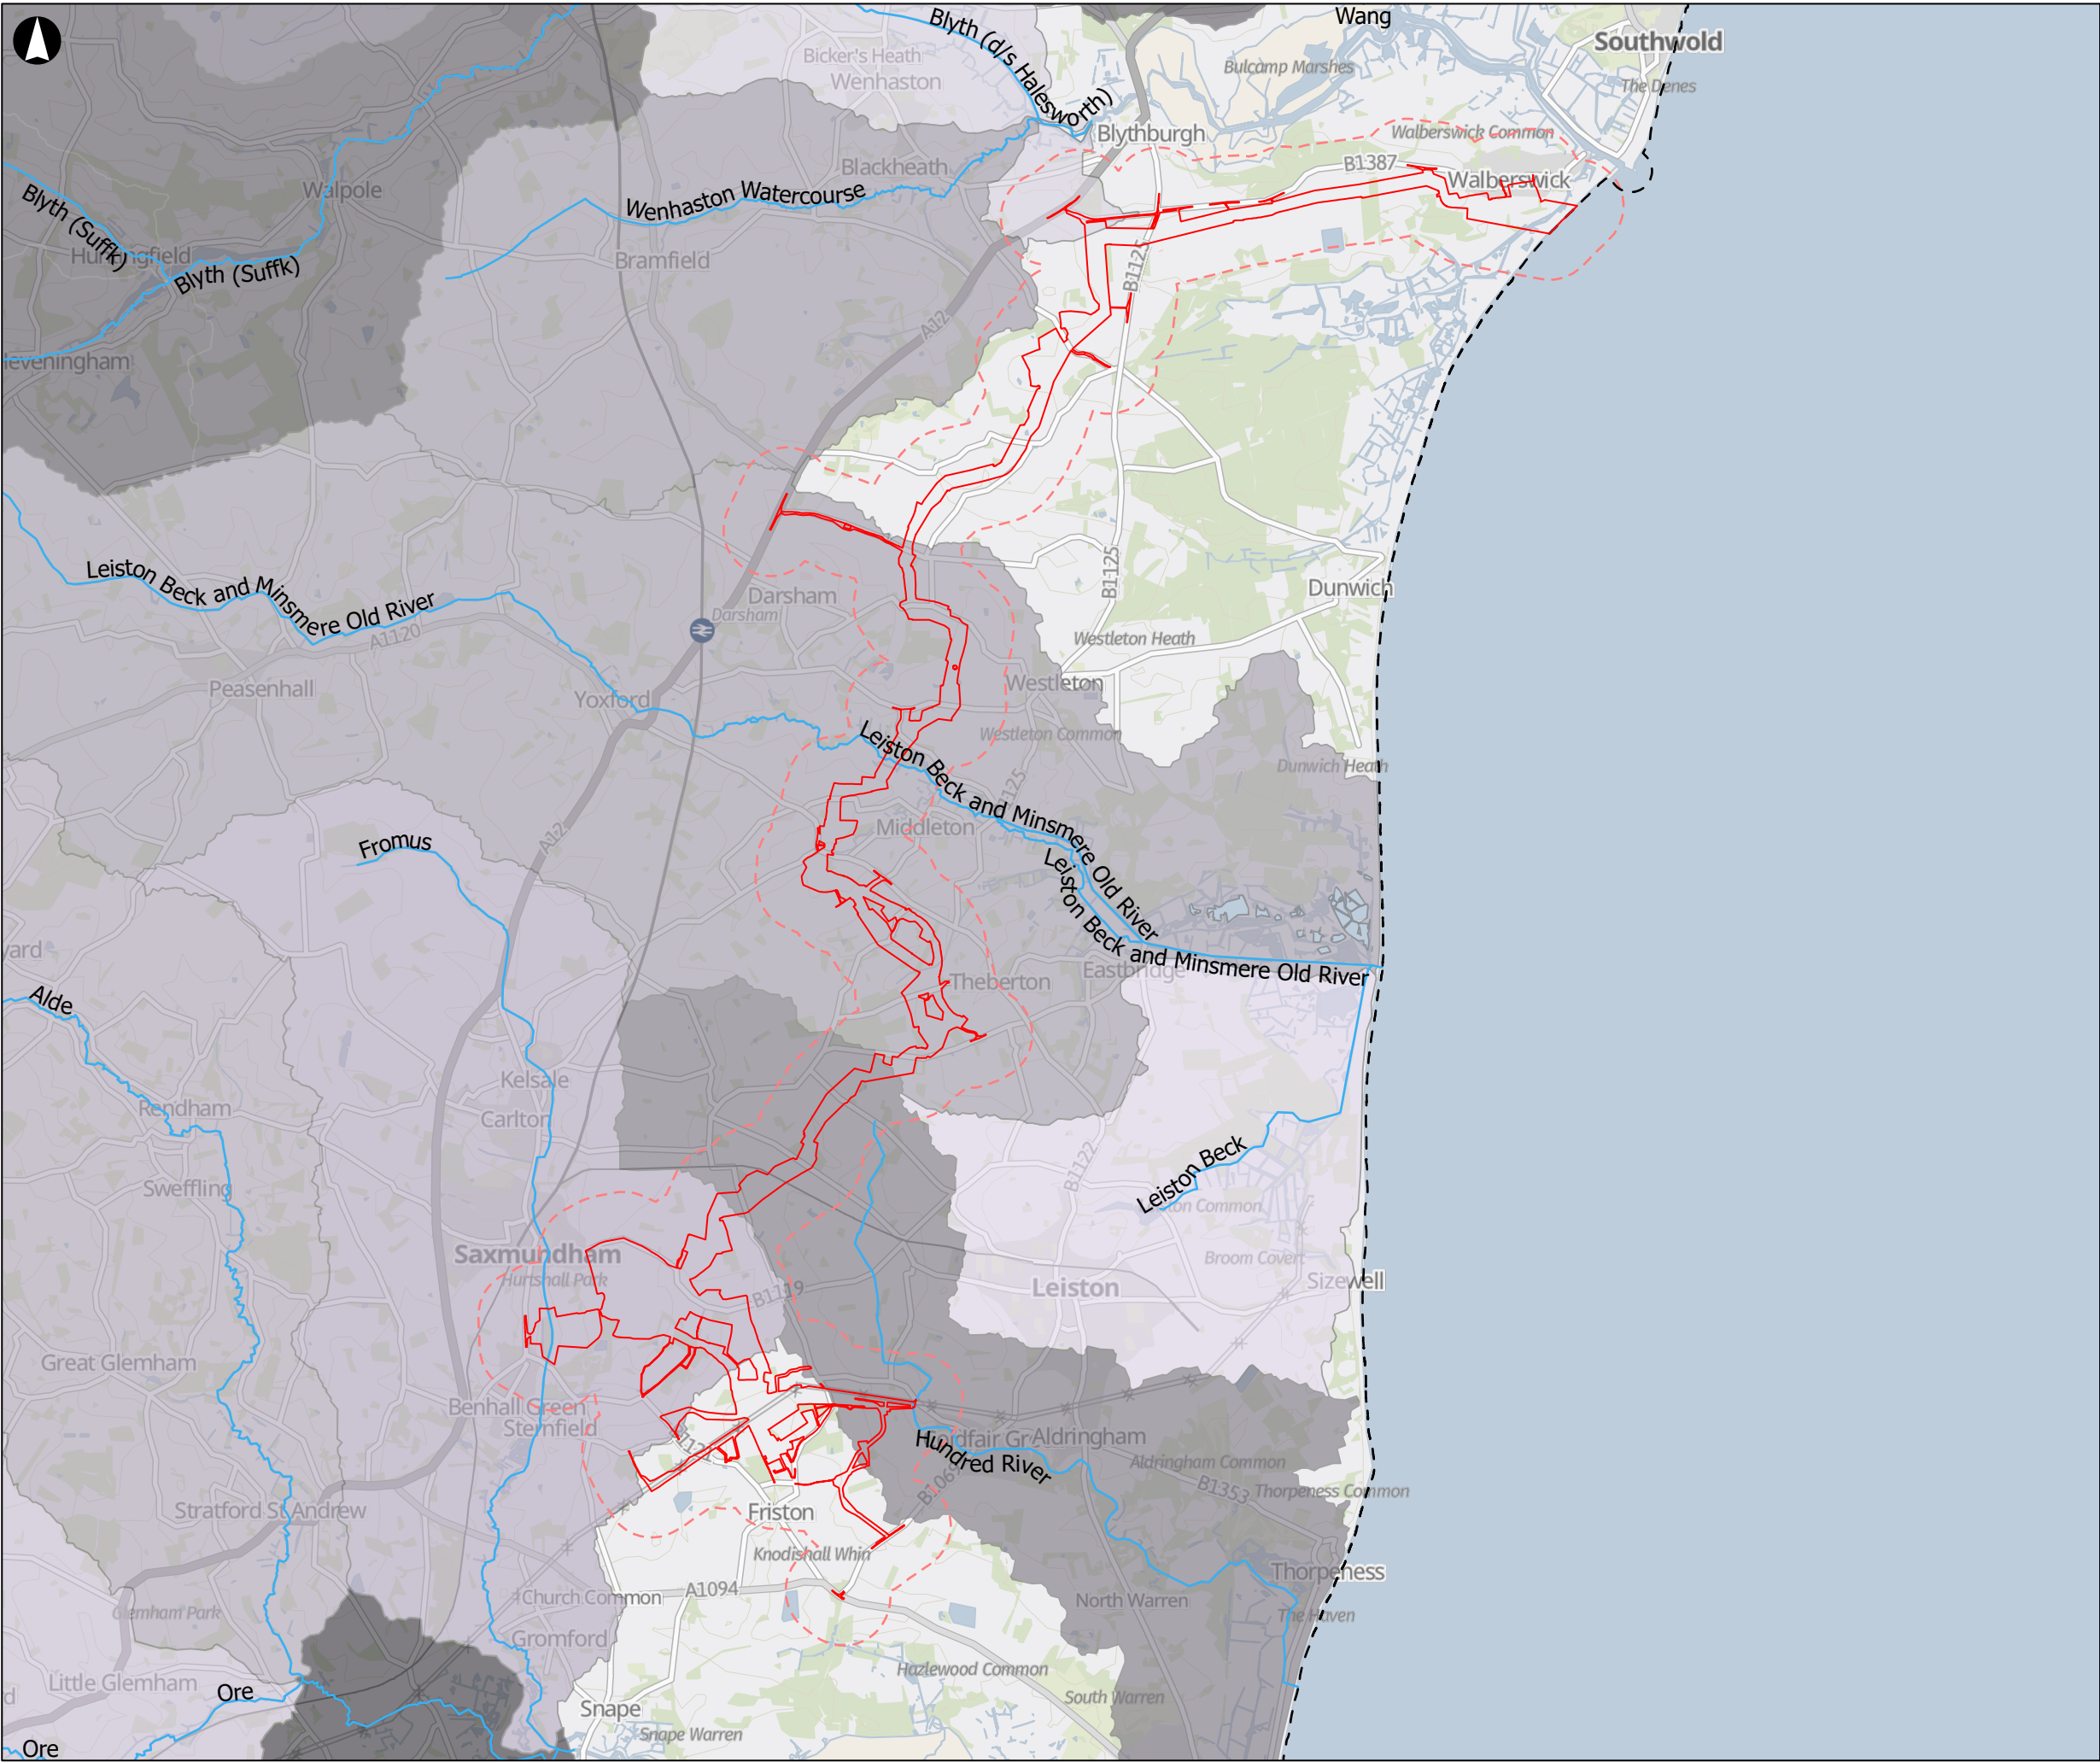 Wang
Blyth (d/s Halesworth)
Southwold
Bicker's Heath
Wenhaston
Bulcamp Marshes
The Denes
Blythburgh
Walberswick Common
Blackheath
B1387
Walberswick
Walpole
Wenhaston Watercourse
Blyth (Suffk)
Blyth (Suffk)
Bramfield
B1125
A12
Leiston Beck and Minsmere Old River
A1120
Darsham
Darsham
B1125
Dunwich
Westleton Heath
Peasenhall
Yoxford
Westleton
Westleton Common
Dunwich Heath
Leiston Beck and Minsmere Old River
Middleton
A12
Fromus
Leiston Beck and Minsmere Old River
Eastbridge
Theberton
Alde
Kelsale
Carlton
Rendham
B1122
Leiston Beck
Sweffling
Saxmundham
Hurtshall Park
Broom Covert
Sizewell
Leiston
B1119
Great Glemham
Benhall Green
Sternfield
Aldringham
Hundred River
Aldringham Common
B1353
Thorpeness Common
B1069
Stratford St Andrew
Friston
Knodishall Whin
Thorpeness
A1094
Church Common
North Warren
The Haven
Glemham Park
Gromford
Hazlewood Common
Little Glemham
Ore
South Warren
Snape
Snape Warren
Ore